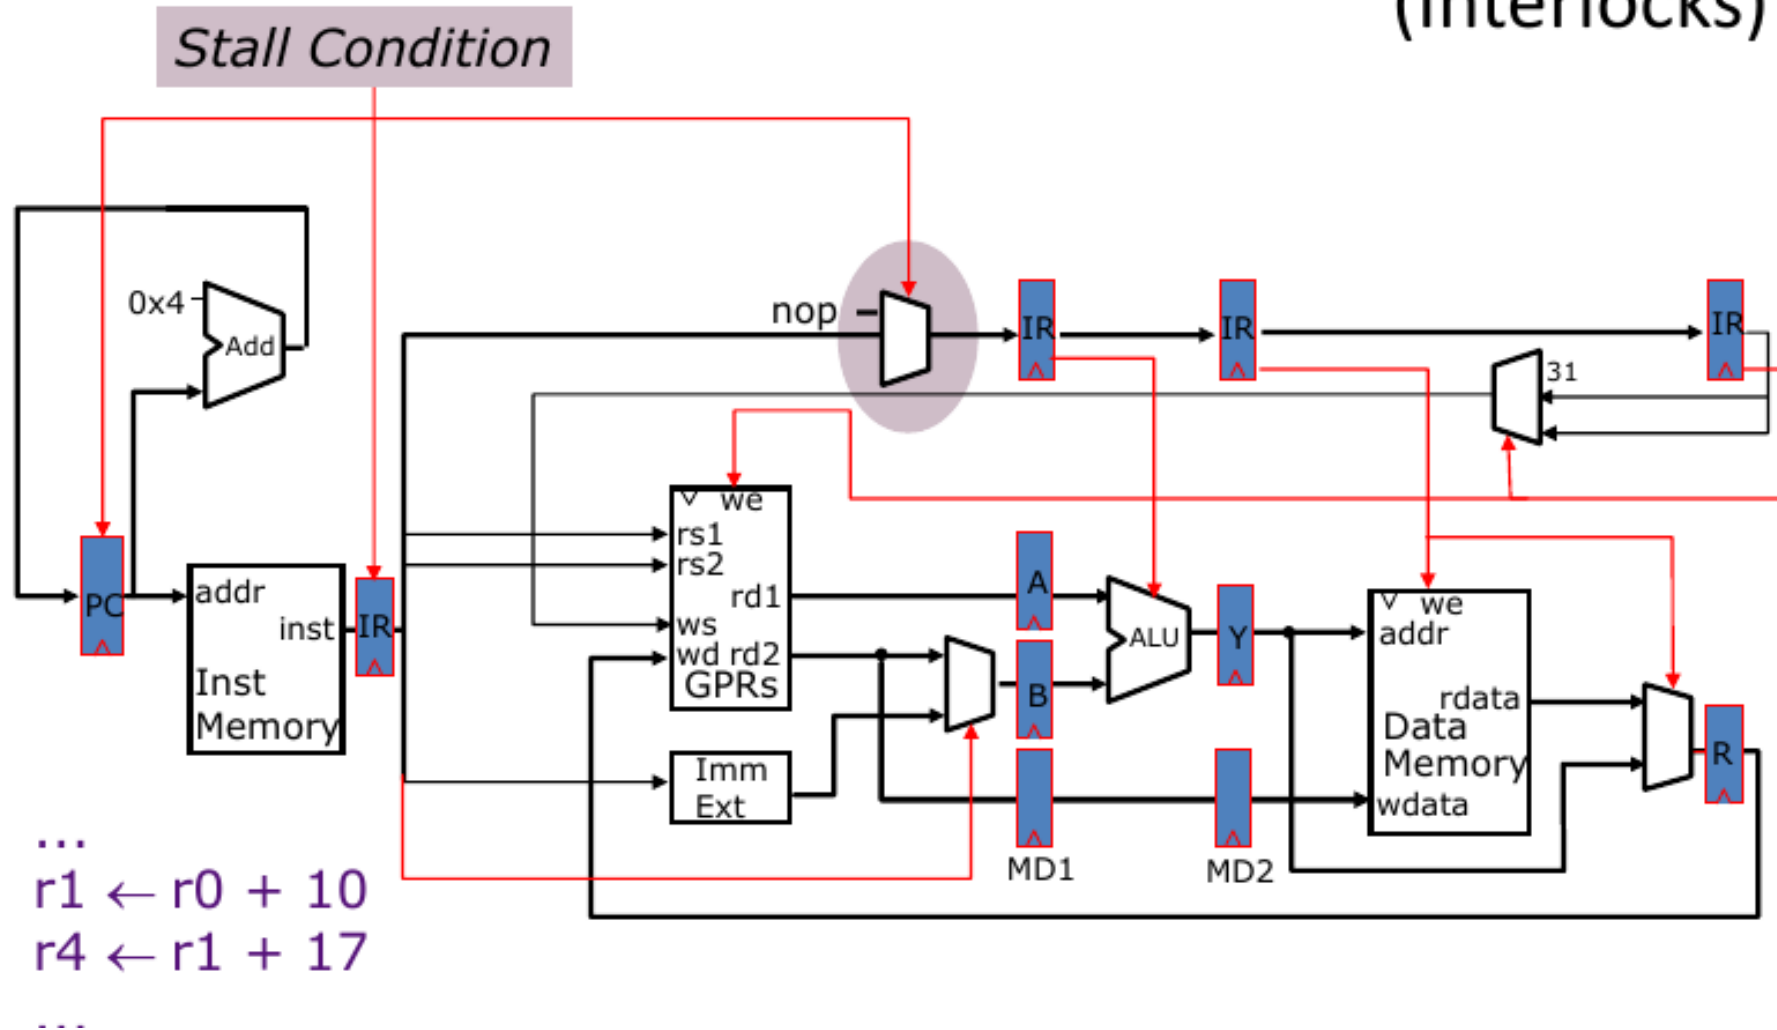 (Interlocks)
Stall Condition
0x4
Add
nop
IR
IR
IR
31
we
rs1
rs2
rd1
ws
wd rd2
GPRs
A
B
ALU
Y
PC
addr
inst
Inst
Memory
IR
we
addr
rdata
Data
Memory
wdata
R
Imm
Ext
MD1
MD2
...
r1 ← r0 + 10
r4 ← r1 + 17
...